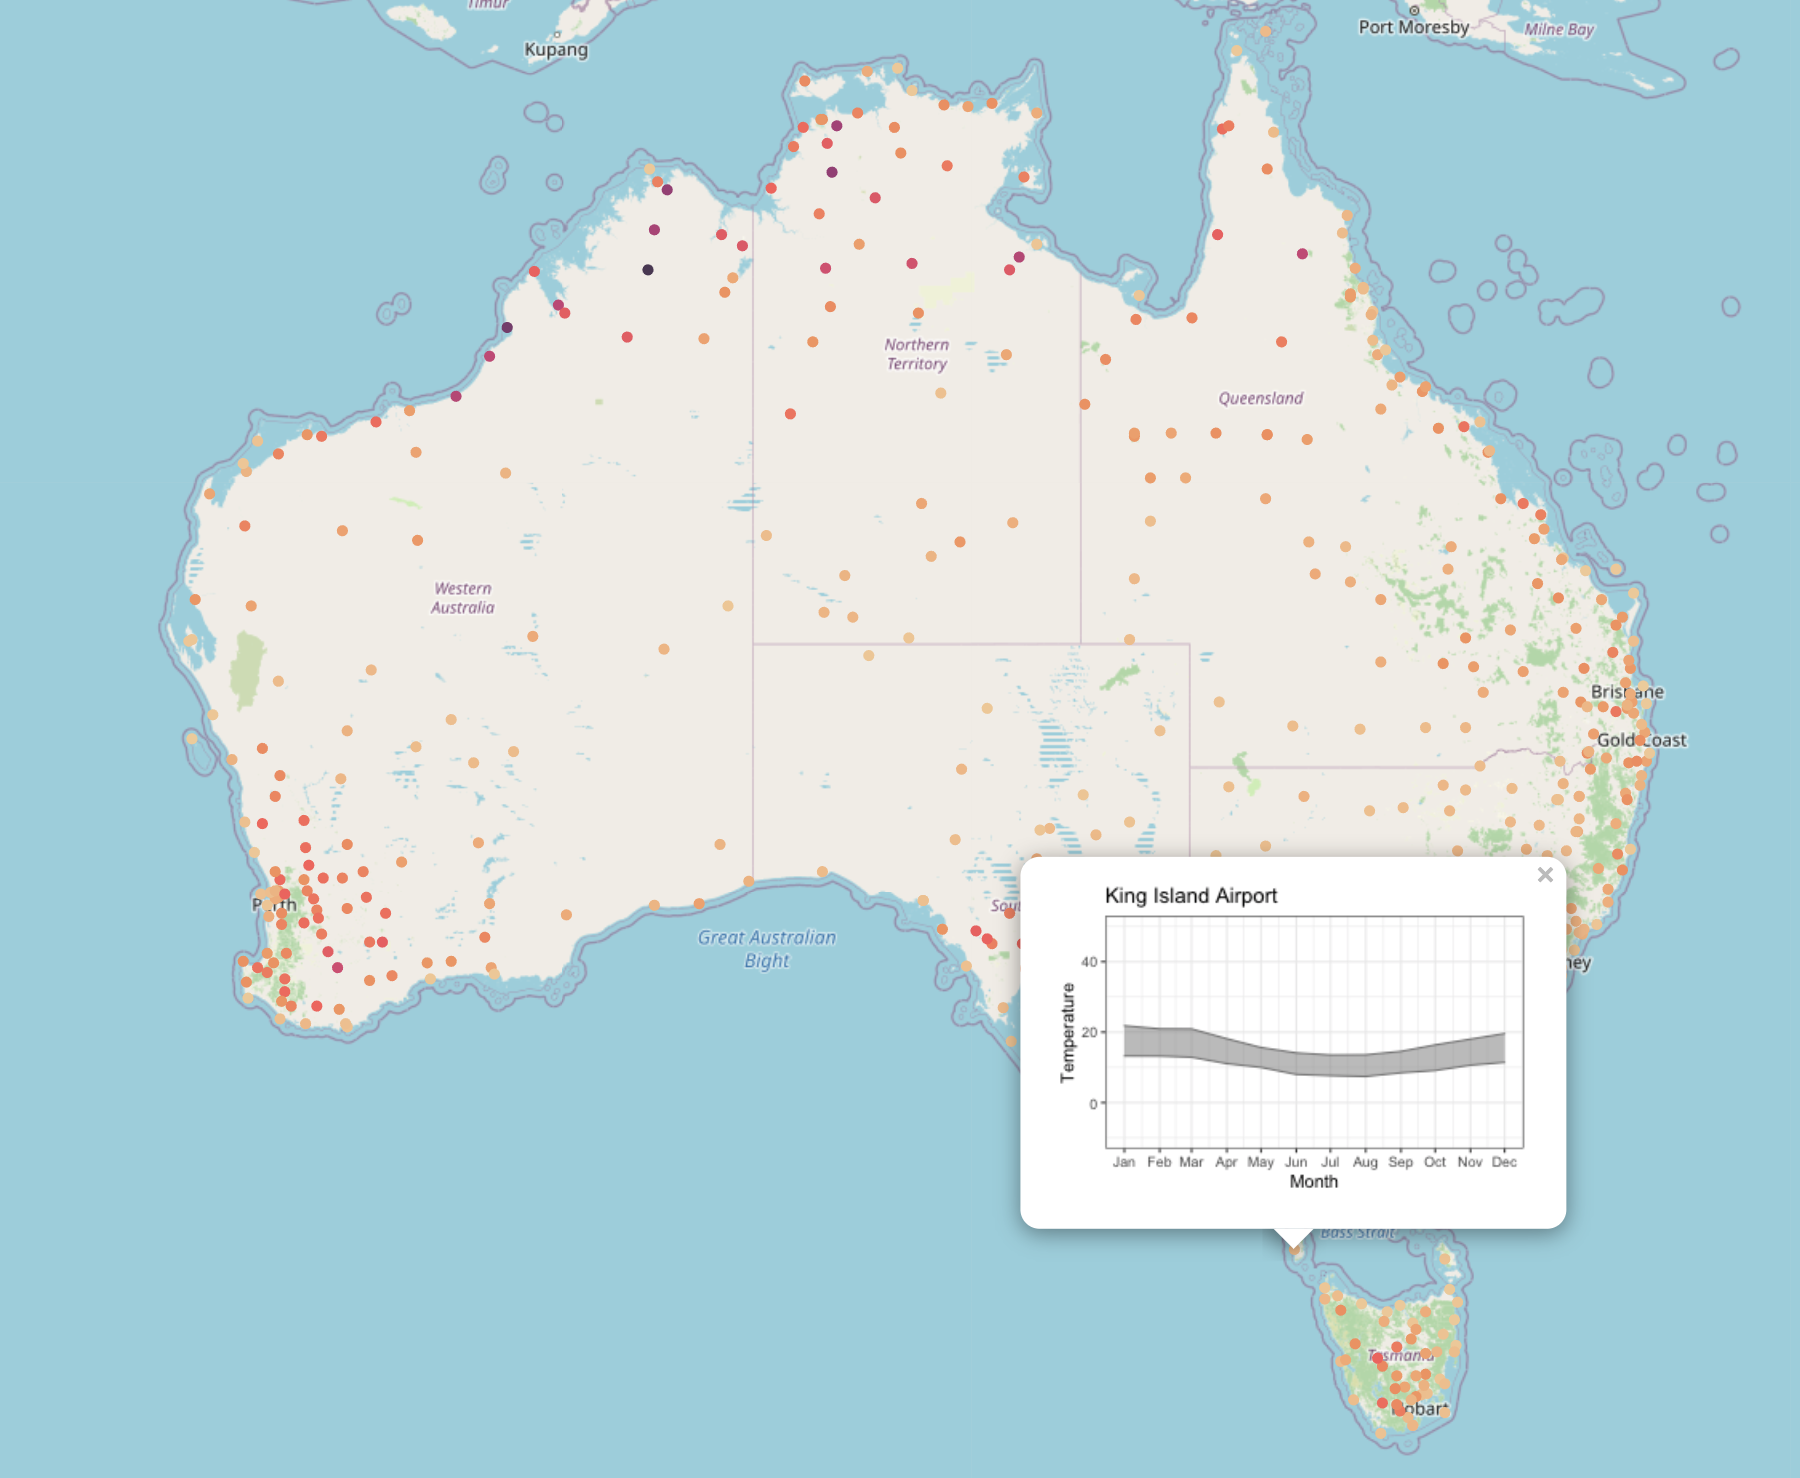 Timur
Kupang
Port Moresby
Milne Bay
Northern
Territory
Queensland
Western
Australia
Brisbane
Gold Coast
Perth
Great Australian
Bight
King Island Airport
×
Temperature
40
20
0
Jan Feb Mar Apr May Jun Jul Aug Sep Oct Nov Dec
Month
Bass Strait
Tasmania
Hobart